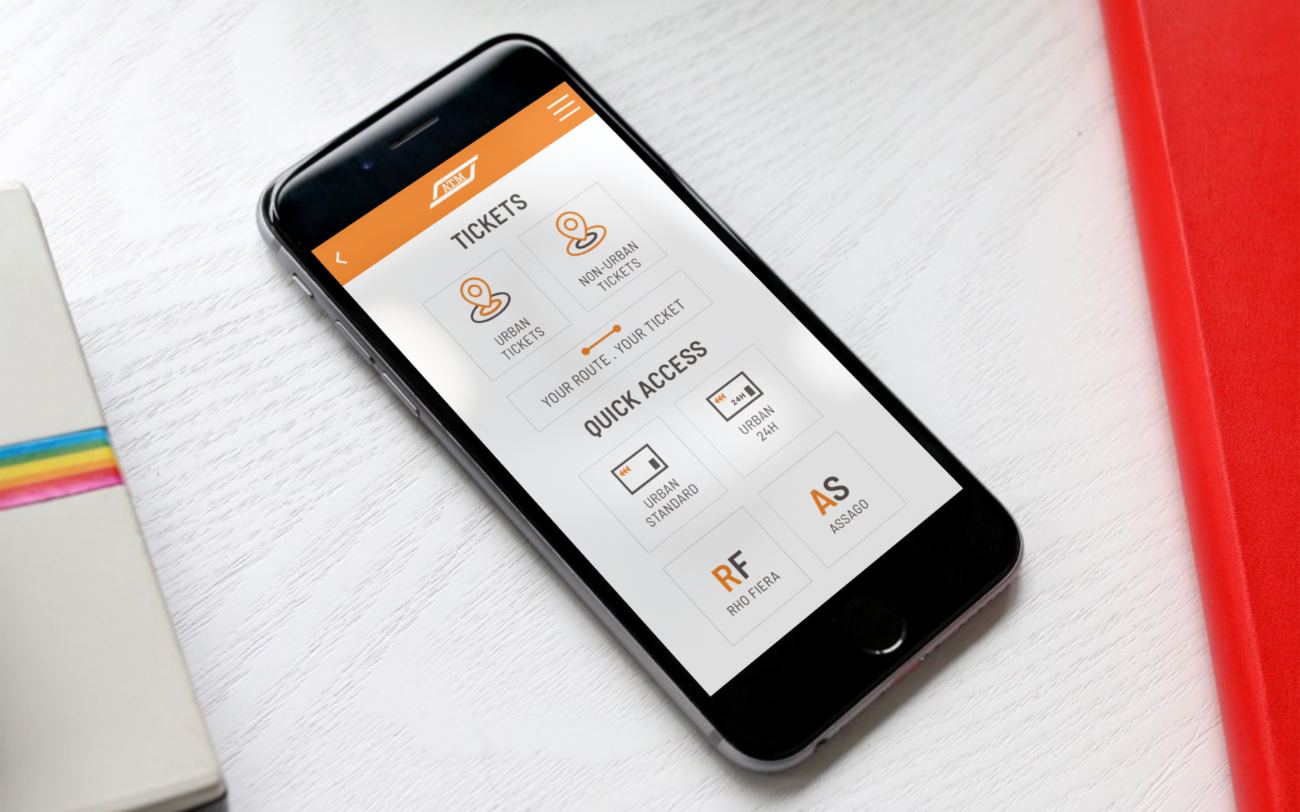 ATM
TICKETS
URBAN
TICKETS
NON-URBAN
TICKETS
YOUR ROUTE . YOUR TICKET
QUICK ACCESS
URBAN
STANDARD
24H
URBAN
24H
RF
RHO FIERA
AS
ASSAGO